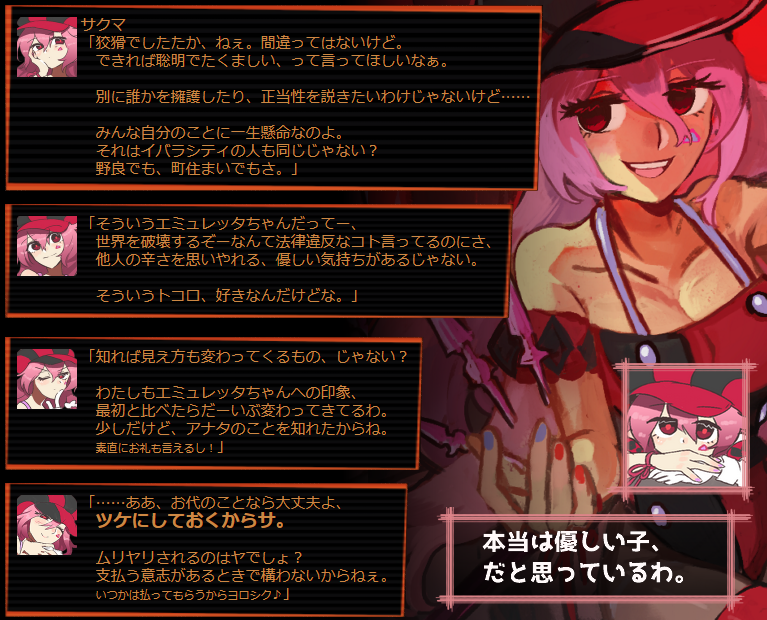 サクマ
「狡猾でしたたか、ねぇ。間違ってはないけど。
できれば聡明でたくましい、って言ってほしいなぁ。
別に誰かを擁護したり、正当性を説きたいわけじゃないけど……
みんな自分のことに一生懸命なのよ。
それはイバラシティの人も同じじゃない？
野良でも、町住まいでもさ。」
「そういうエミュレッタちゃんだってー、
世界を破壊するぞーなんて法律違反なコト言ってるのにさ、
他人の辛さを思いやれる、優しい気持ちがあるじゃない。
そういうトコロ、好きなんだけどな。」
「知れば見え方も変わってくるもの、じゃない？
わたしもエミュレッタちゃんへの印象、
最初と比べたらだーいぶ変わってきてるわ。
少しだけど、アナタのことを知れたからね。
素直にお礼も言えるし！」
「……ああ、お代のことなら大丈夫よ、
ツケにしておくからサ。
ムリヤリされるのはヤでしょ？
支払う意志があるときで構わないからねぇ。
いつかは払ってもらうからヨロシク♪」
本当は優しい子、
だと思っているわ。